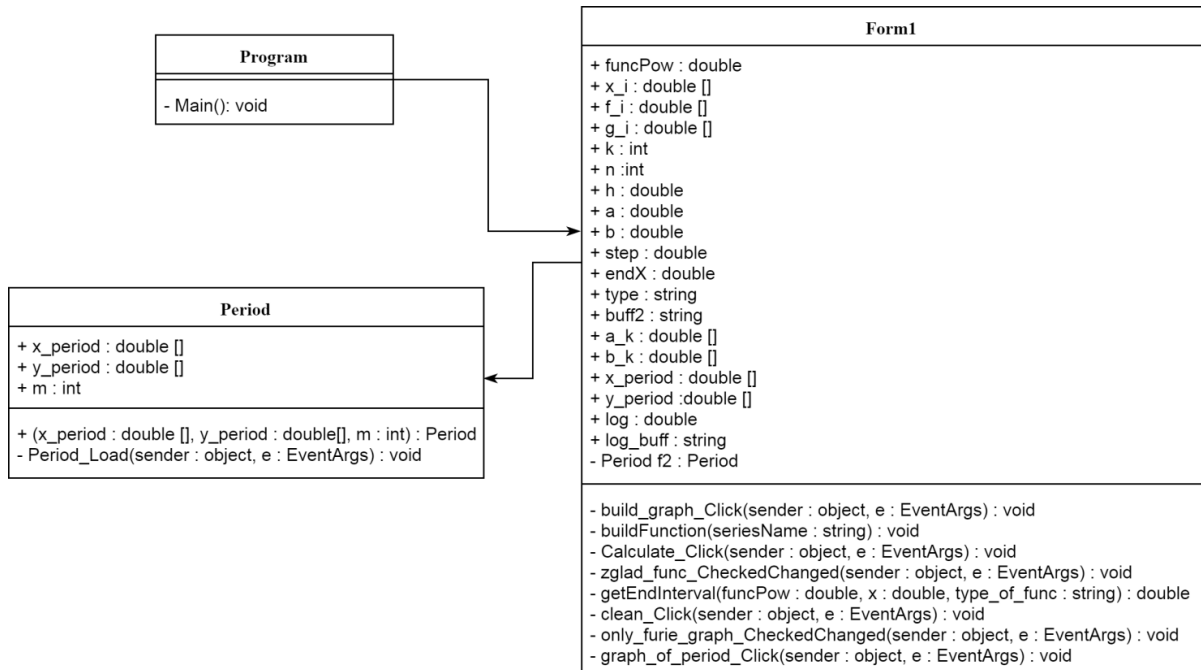 Program
- Main(): void
Form1
+ funcPow : double
+ x_i : double []
+ f_i : double []
+ g_i : double []
+ k : int
+ n :int
+ h : double
+ a : double
+ b : double
+ step : double
+ endX : double
+ type : string
+ buff2 : string
+ a_k : double []
+ b_k : double []
+ x_period : double []
+ y_period :double []
+ log : double
+ log_buff : string
- Period f2 : Period
- build_graph_Click(sender : object, e : EventArgs) : void
- buildFunction(seriesName : string) : void
- Calculate_Click(sender : object, e : EventArgs) : void
- zglad_func_CheckedChanged(sender : object, e : EventArgs) : void
- getEndInterval(funcPow : double, x : double, type_of_func : string) : double
- clean_Click(sender : object, e : EventArgs) : void
- only_furie_graph_CheckedChanged(sender : object, e : EventArgs) : void
- graph_of_period_Click(sender : object, e : EventArgs) : void
Period
+ x_period : double []
+ y_period : double []
+ m : int
+ (x_period : double [], y_period : double[], m : int) : Period
- Period_Load(sender : object, e : EventArgs) : void